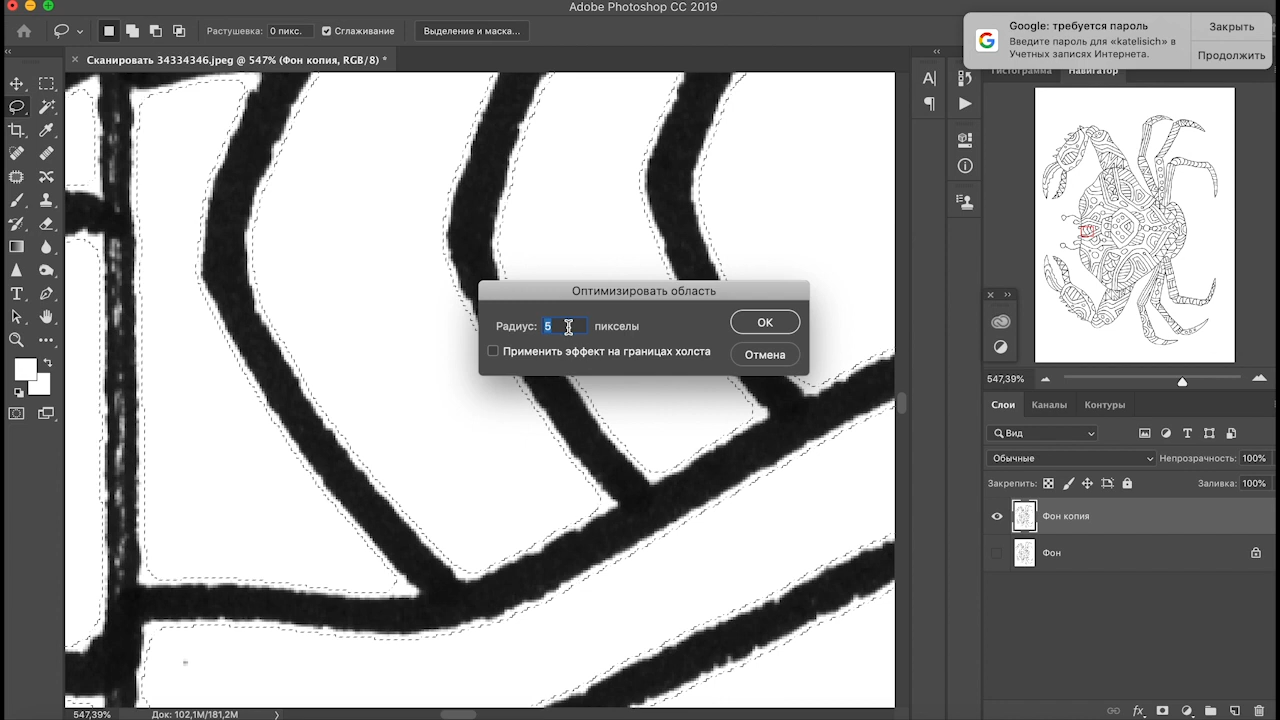 Adobe Photoshop CC 2019
Растушевка: 0 пикс. Сглаживание Выделение и маска...
Google: требуется пароль
Введите пароль для «katelisich» в
Учетных записях Интернета.
Закрыть
Продолжить
Сканировать 34334346.jpeg @ 547% (Фон копия, RGB/8) *
Гистограмма Навигатор
Оптимизировать область
Радиус: 5 пикселы
Применить эффект на границах холста
OK
Отмена
547,39%
Слои Каналы Контуры
Вид
Обычные Непрозрачность: 100%
Закрепить: Заливка: 100%
Фон копия
Фон
547,39% Док: 102,1M/181,2M